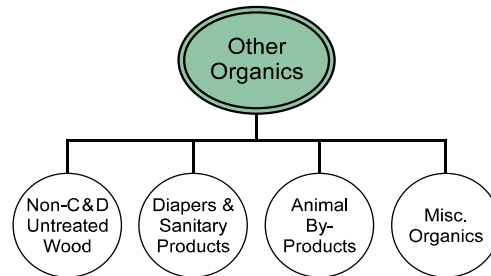 Other
Organics
Non-C&D
Untreated
Wood
Diapers &
Sanitary
Products
Animal
By-
Products
Misc.
Organics